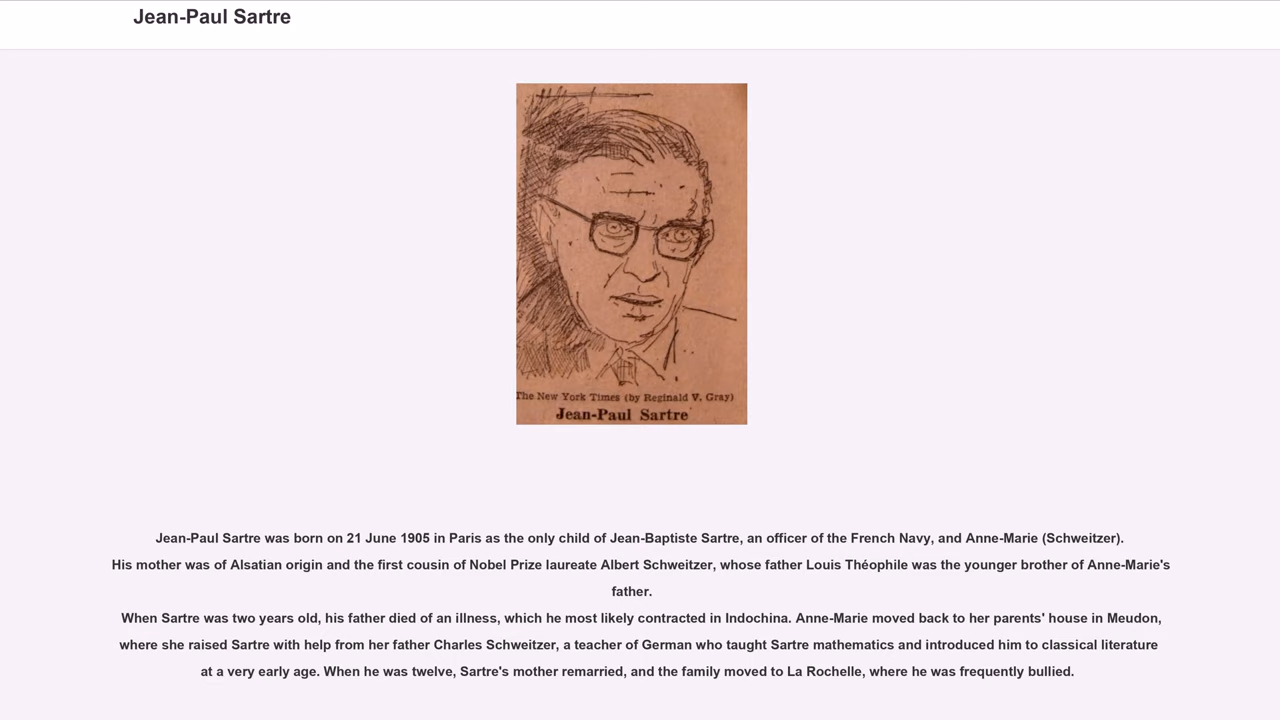 Jean-Paul Sartre
The New York Times (by Reginald V. Gray)
Jean-Paul Sartre
Jean-Paul Sartre was born on 21 June 1905 in Paris as the only child of Jean-Baptiste Sartre, an officer of the French Navy, and Anne-Marie (Schweitzer).
His mother was of Alsatian origin and the first cousin of Nobel Prize laureate Albert Schweitzer, whose father Louis Théophile was the younger brother of Anne-Marie's
father.
When Sartre was two years old, his father died of an illness, which he most likely contracted in Indochina. Anne-Marie moved back to her parents' house in Meudon,
where she raised Sartre with help from her father Charles Schweitzer, a teacher of German who taught Sartre mathematics and introduced him to classical literature
at a very early age. When he was twelve, Sartre's mother remarried, and the family moved to La Rochelle, where he was frequently bullied.